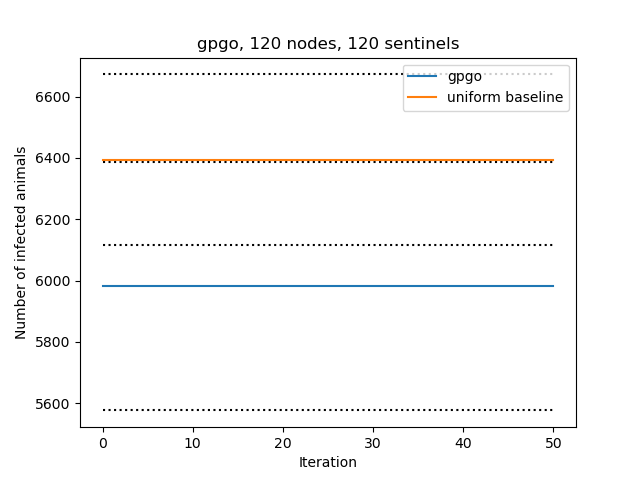 gpgo, 120 nodes, 120 sentinels
gpgo
uniform baseline
Number of infected animals
6600
6400
6200
6000
5800
5600
0 10 20 30 40 50
Iteration